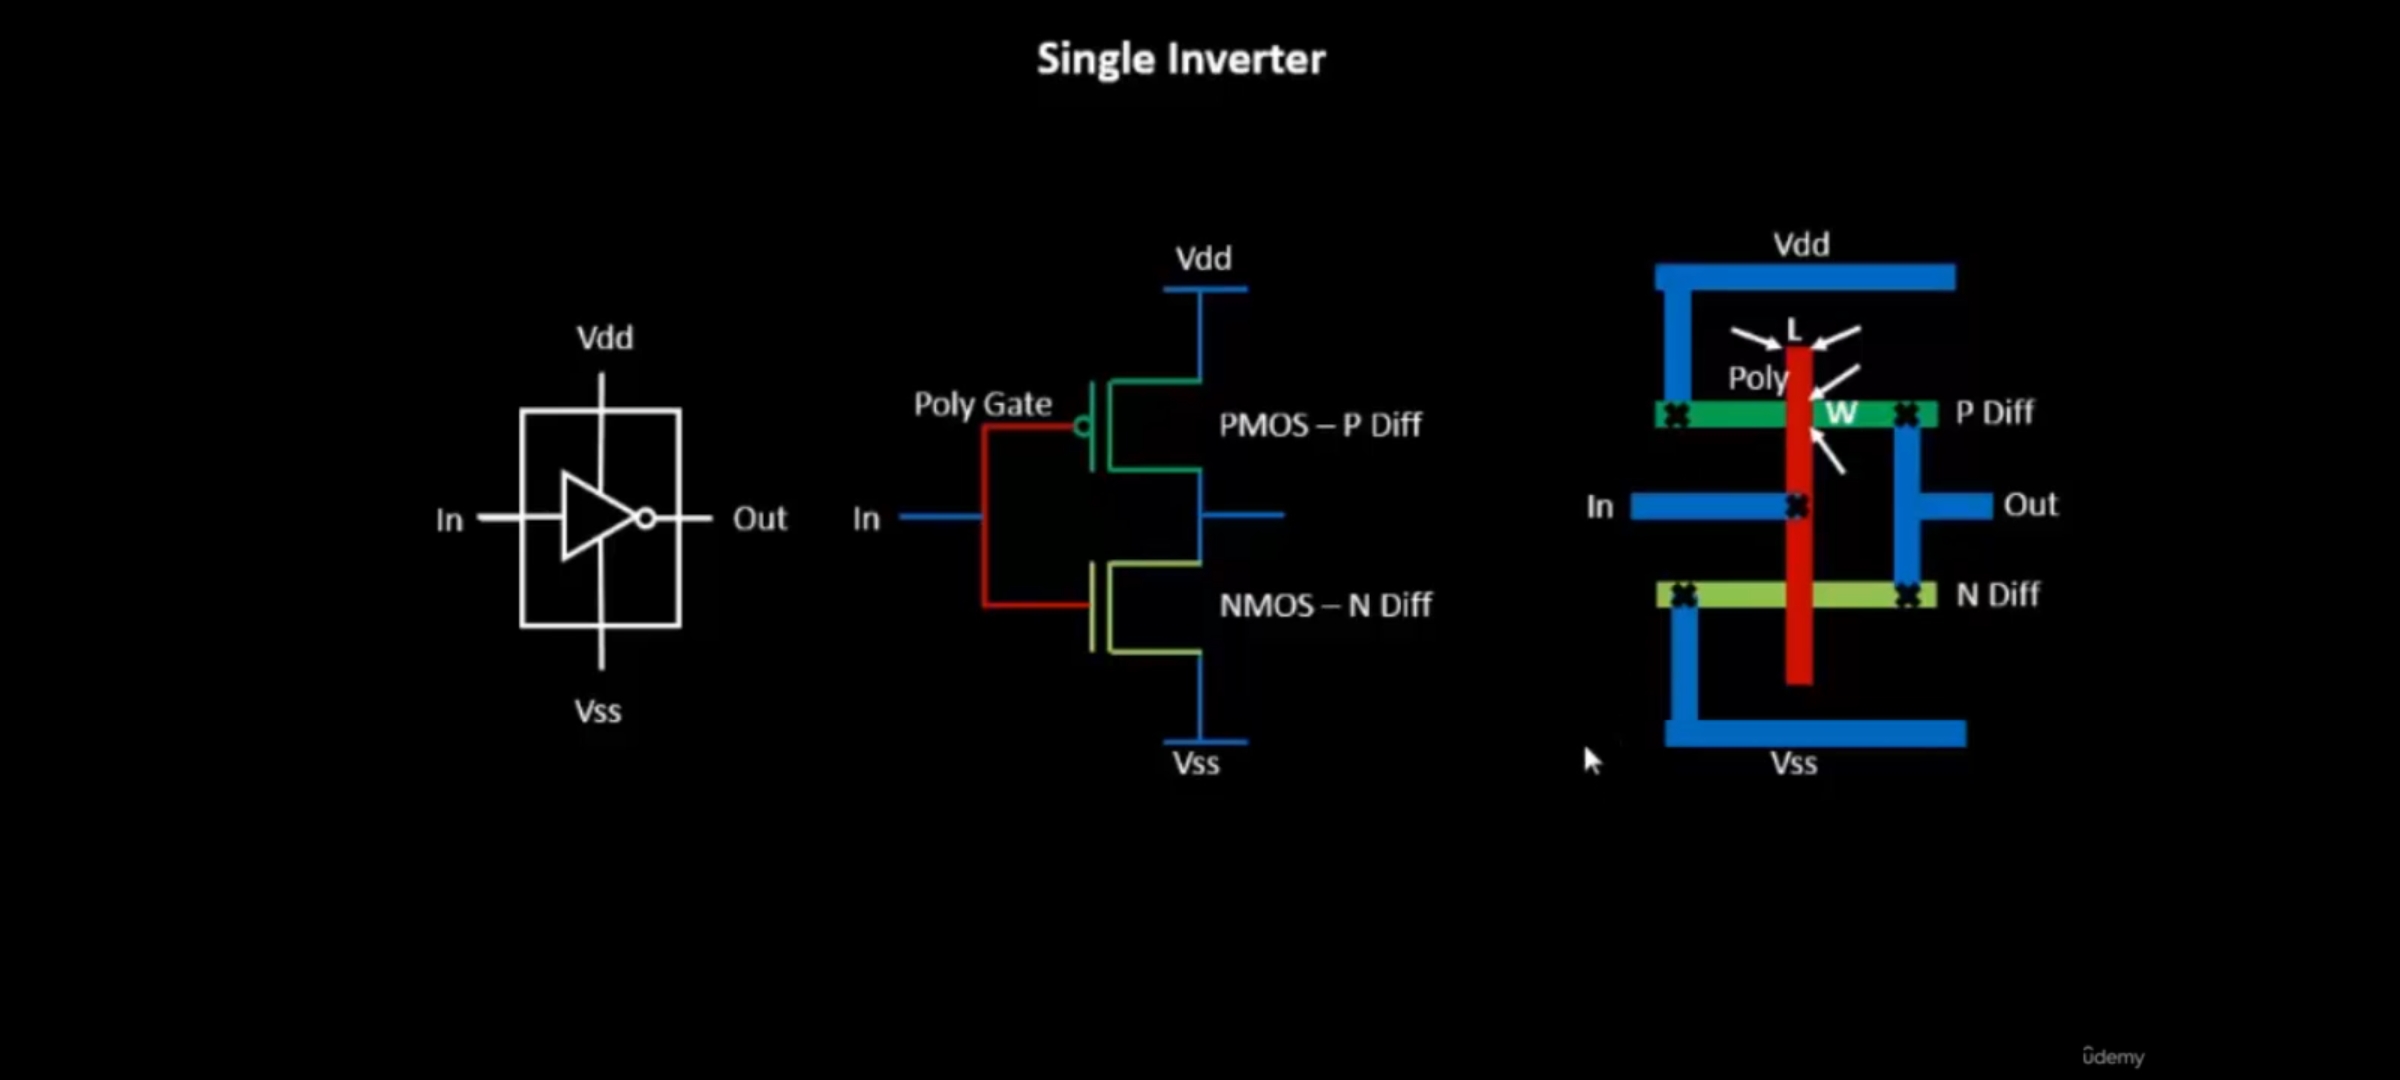 Single Inverter
Vdd
In
Out
Vss
Vdd
Poly Gate
PMOS – P Diff
In
NMOS – N Diff
Vss
Vdd
L
Poly
W
P Diff
In
Out
N Diff
Vss
ûdemy